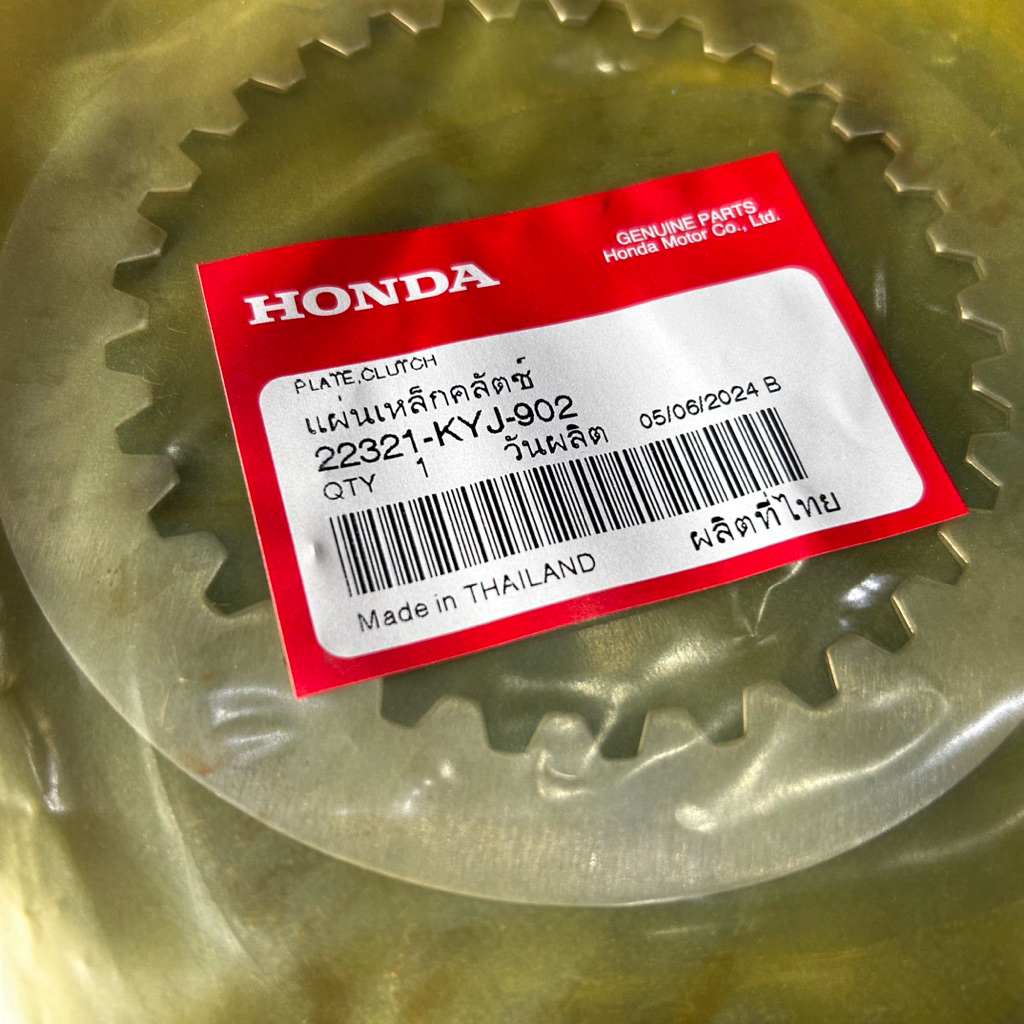 GENUINE PARTS
Honda Motor Co., Ltd.
HONDA
PLATE,CLUTCH
แผ่นเหล็กคลัตช์
22321-KYJ-902
QTY 1 วันผลิต 05/06/2024 B
Made in THAILAND ผลิตที่ไทย